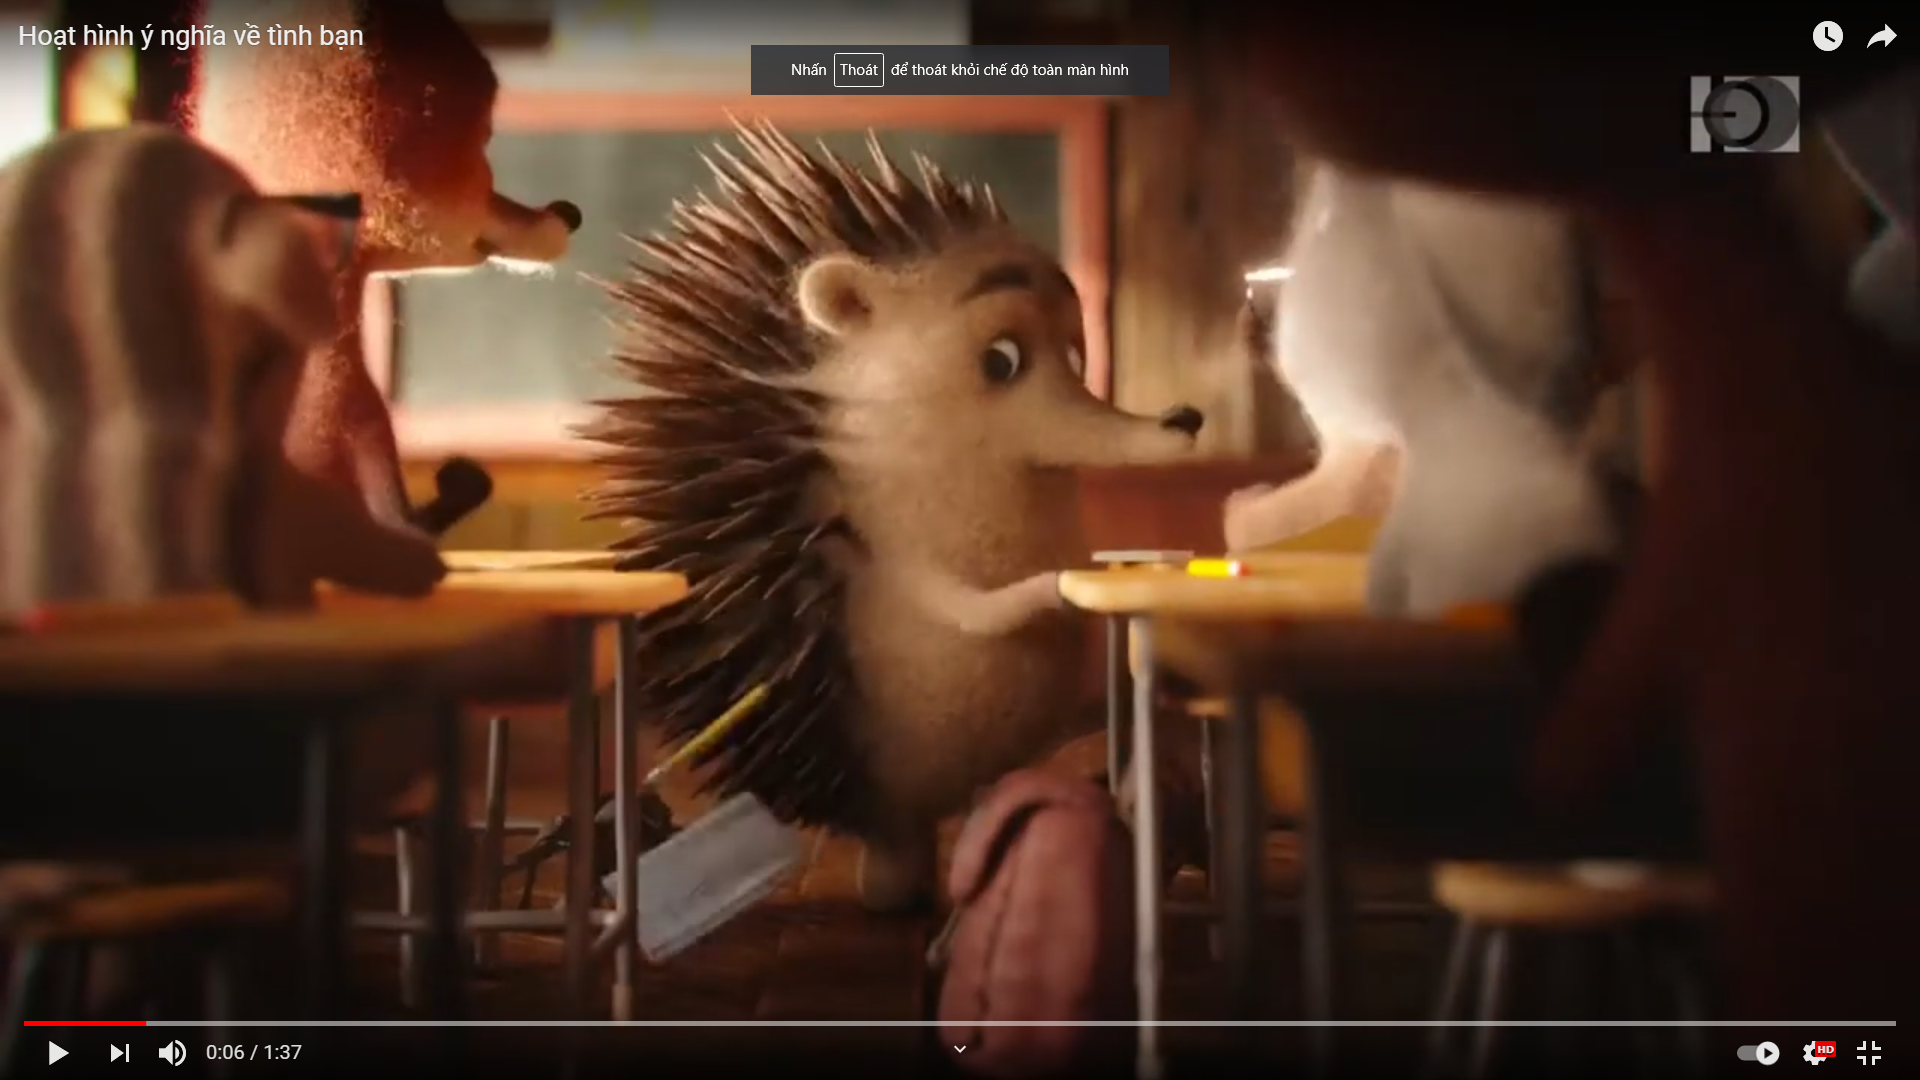 Hoạt hình ý nghĩa về tình bạn
Nhấn Thoát để thoát khỏi chế độ toàn màn hình
0:06 / 1:37
HD